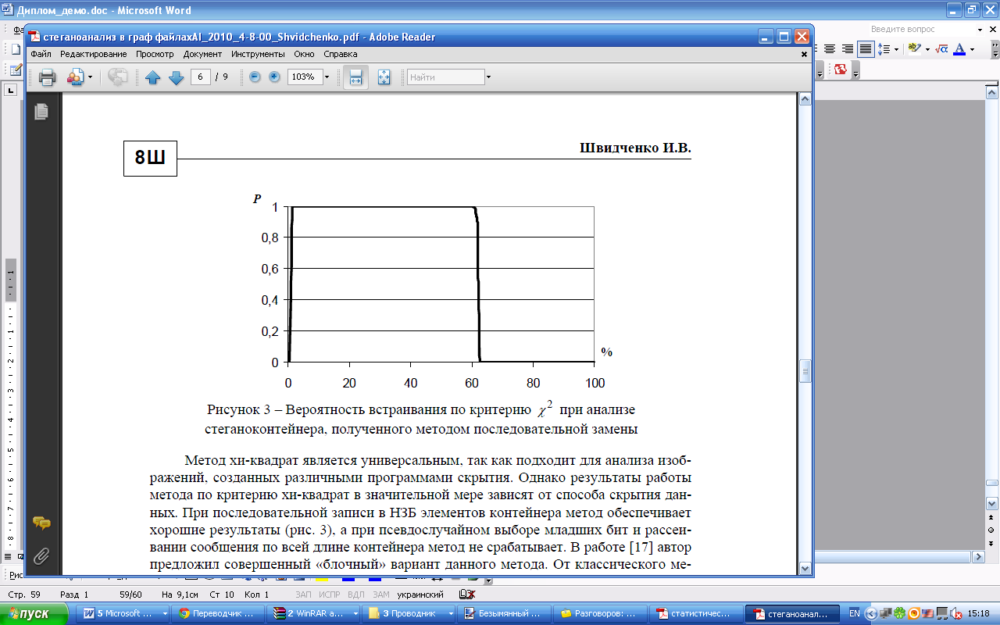 Диплом_демо.doc - Microsoft Word
Введите вопрос
стеганоанализ в граф файлахAI_2010_4-8-00_Shvidchenko.pdf - Adobe Reader
Файл Редактирование Просмотр Документ Инструменты Окно Справка
6 / 9 103% Найти
8Ш
Швидченко И.В.
P
1
0,8
0,6
0,4
0,2
0
%
0 20 40 60 80 100
Рисунок 3 – Вероятность встраивания по критерию χ² при анализе
стеганоконтейнера, полученного методом последовательной замены
Метод хи-квадрат является универсальным, так как подходит для анализа изоб-
ражений, созданных различными программами скрытия. Однако результаты работы
метода по критерию хи-квадрат в значительной мере зависят от способа скрытия дан-
ных. При последовательной записи в НЗБ элементов контейнера метод обеспечивает
хорошие результаты (рис. 3), а при псевдослучайном выборе младших бит и рассеи-
вании сообщения по всей длине контейнера метод не срабатывает. В работе [17] автор
предложил совершенный «блочный» вариант данного метода. От классического ме-
Стр. 59 Разд 1 59/60 На 9,1см Ст 10 Кол 1 ЗАП ИСПР ВДЛ ЗАМ украинский
пуск 5 Microsoft ... Переводчик ... 2 WinRAR a... 3 Проводник Безымянный ... Разговоров: ... статистичес... стеганоанал... EN 15:18